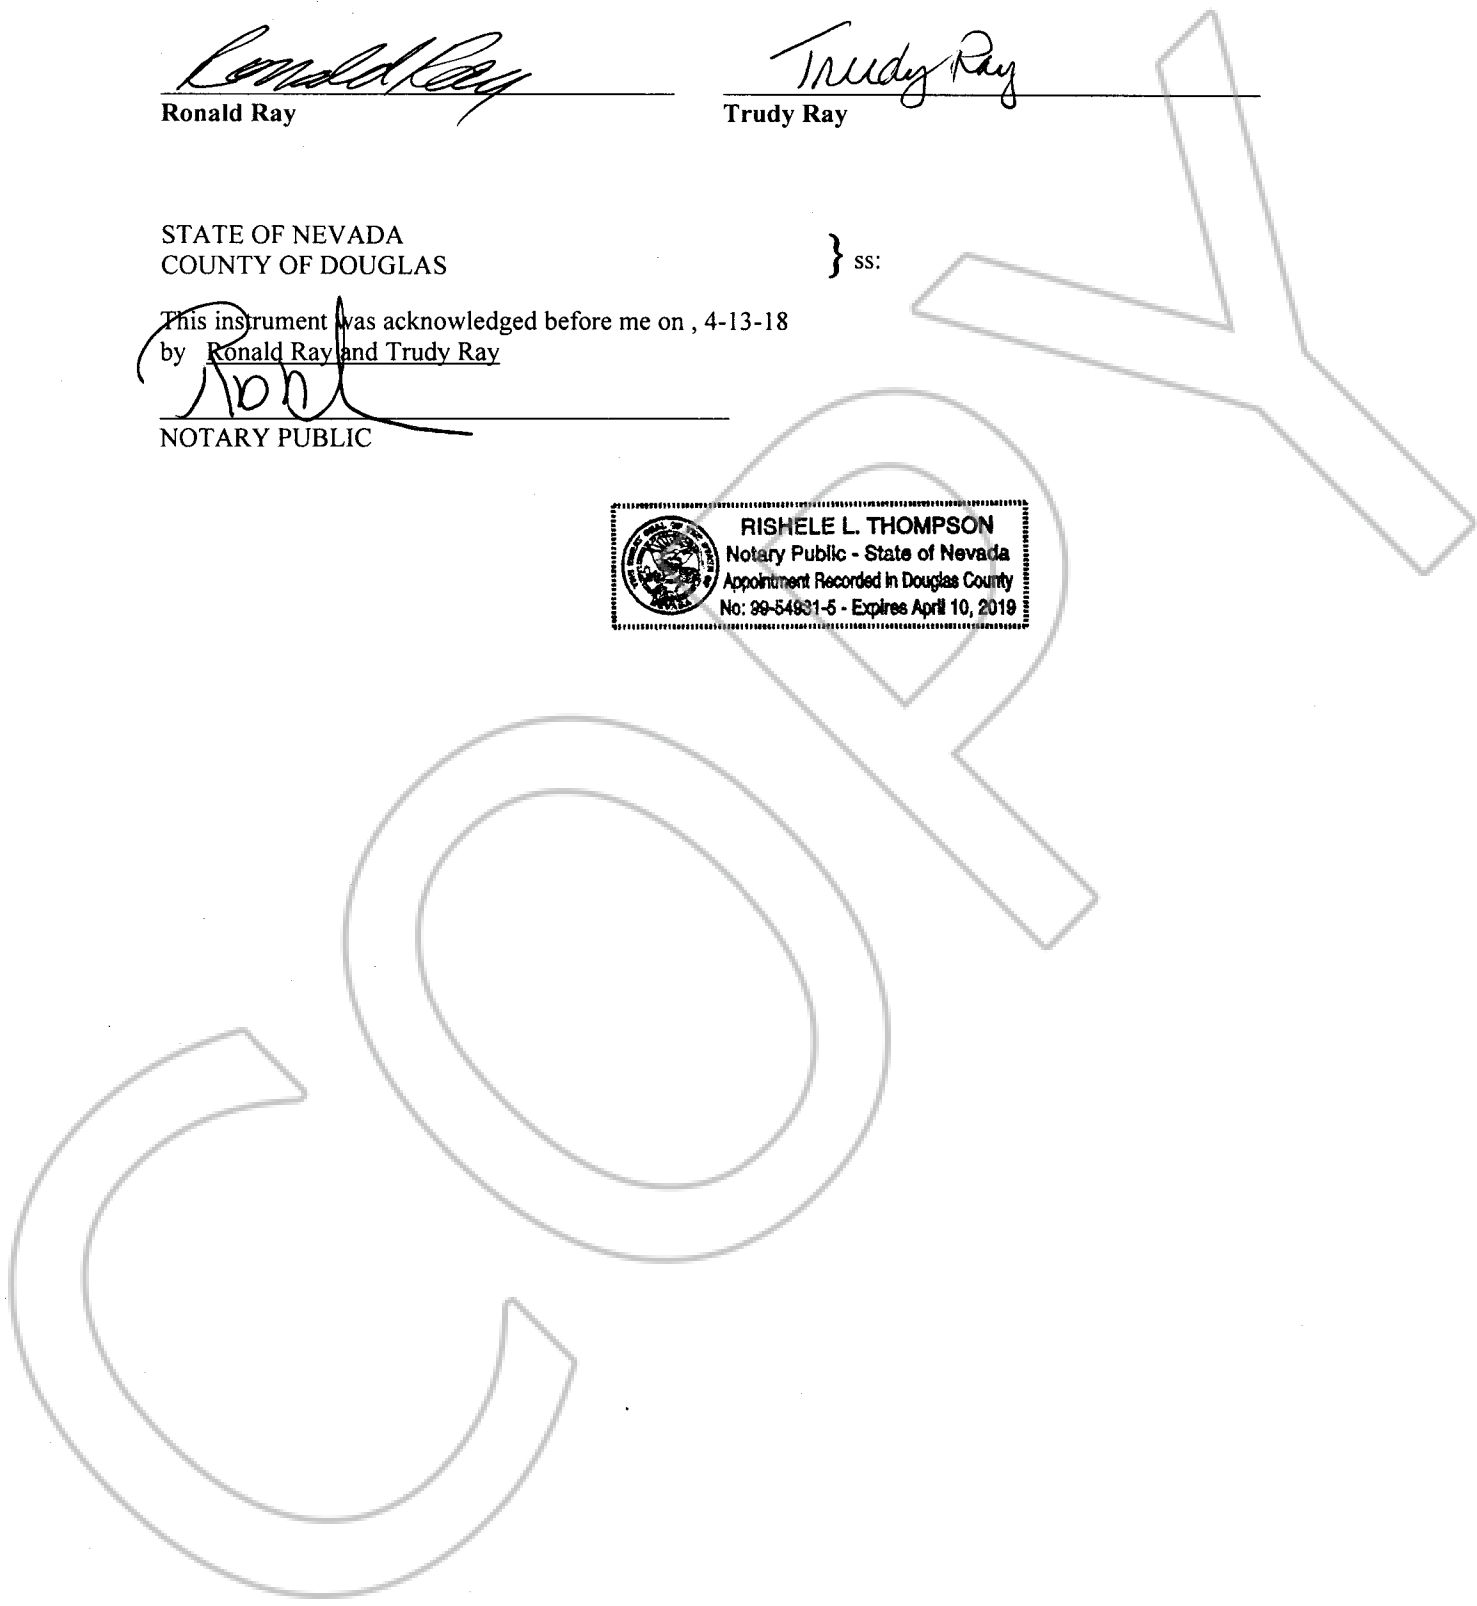 Ronald Ray Trudy Ray
Ronald Ray Trudy Ray
STATE OF NEVADA
COUNTY OF DOUGLAS } ss:
This instrument was acknowledged before me on , 4-13-18
by Ronald Ray and Trudy Ray
NOTARY PUBLIC
RISHELE L. THOMPSON
Notary Public - State of Nevada
Appointment Recorded in Douglas County
No: 99-54931-5 - Expires April 10, 2019
COPY